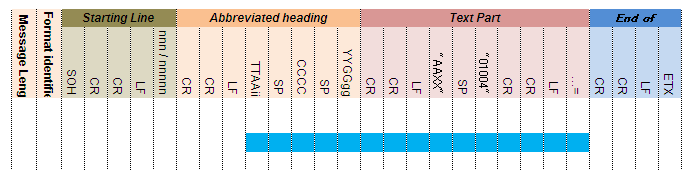 Starting Line
Abbreviated heading
Text Part
End of
Message Leng
Format identifie
SOH
CR
CR
LF
nnn / nnnnn
CR
CR
LF
TTAAii
SP
CCCC
SP
YYGGgg
CR
CR
LF
“AAXX”
SP
“01004”
CR
CR
LF
...=
CR
CR
LF
ETX